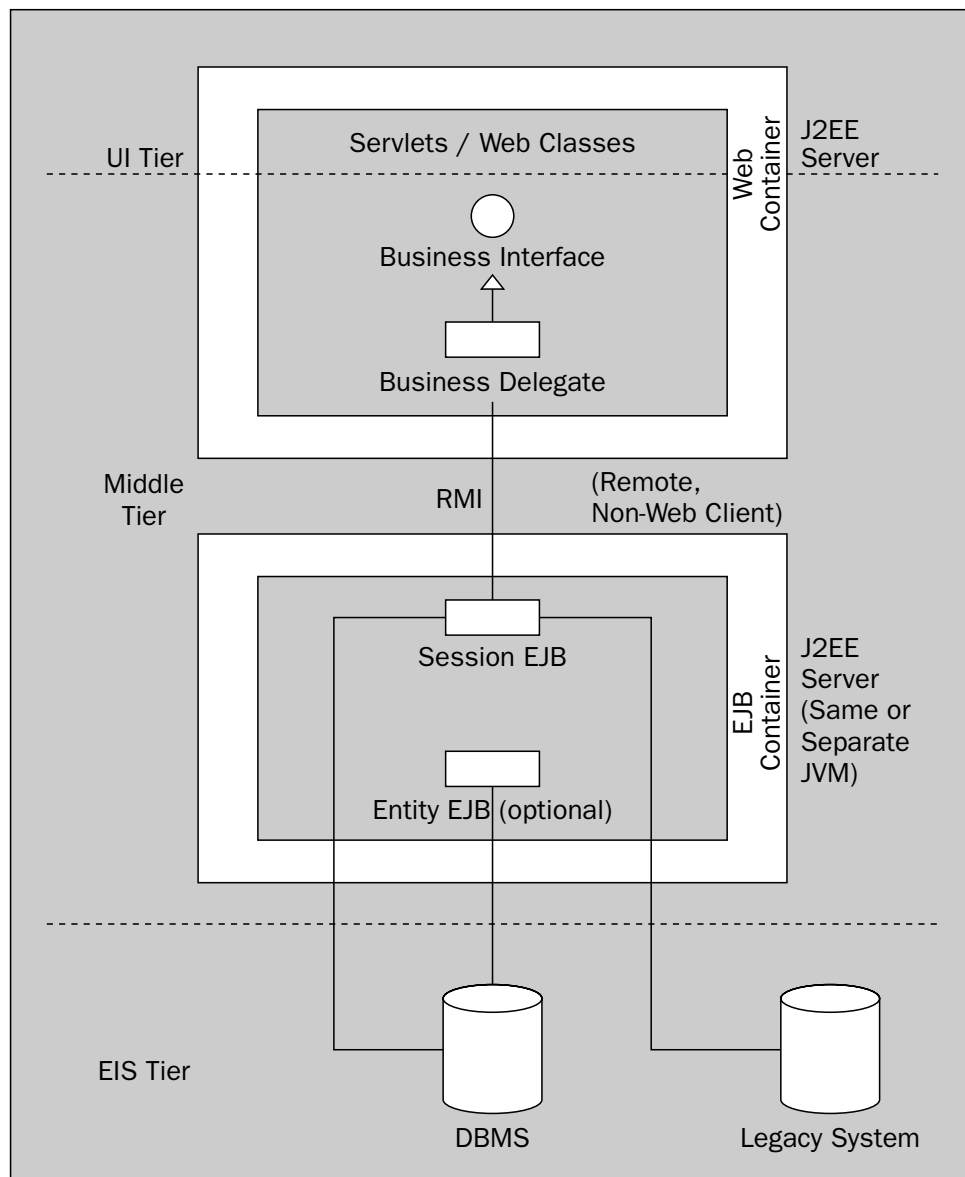 Servlets / Web Classes
UI Tier
Web
Container
J2EE
Server
Business Interface
Business Delegate
Middle
Tier
RMI
(Remote,
Non-Web Client)
Session EJB
EJB
Container
J2EE
Server
(Same or
Separate
JVM)
Entity EJB (optional)
EIS Tier
DBMS
Legacy System